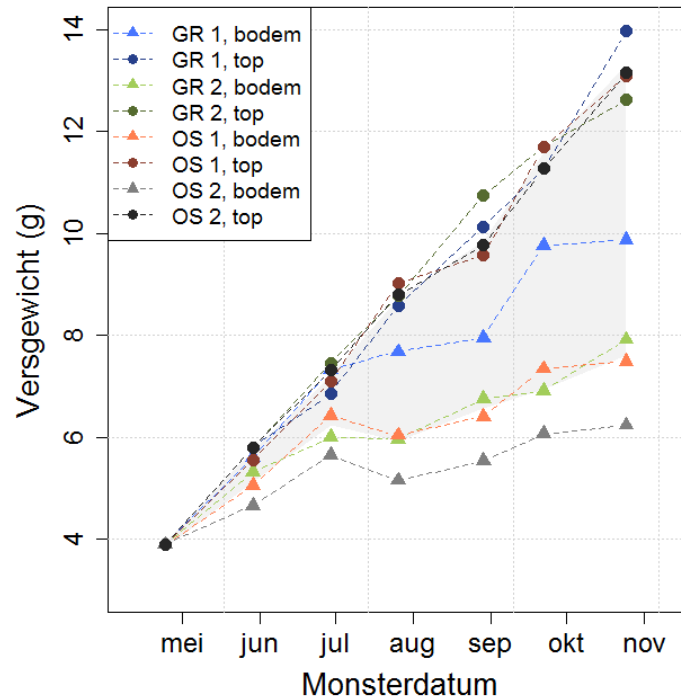 GR 1, bodem
GR 1, top
GR 2, bodem
GR 2, top
OS 1, bodem
OS 1, top
OS 2, bodem
OS 2, top
Versgewicht (g)
14
12
10
8
6
4
mei jun jul aug sep okt nov
Monsterdatum